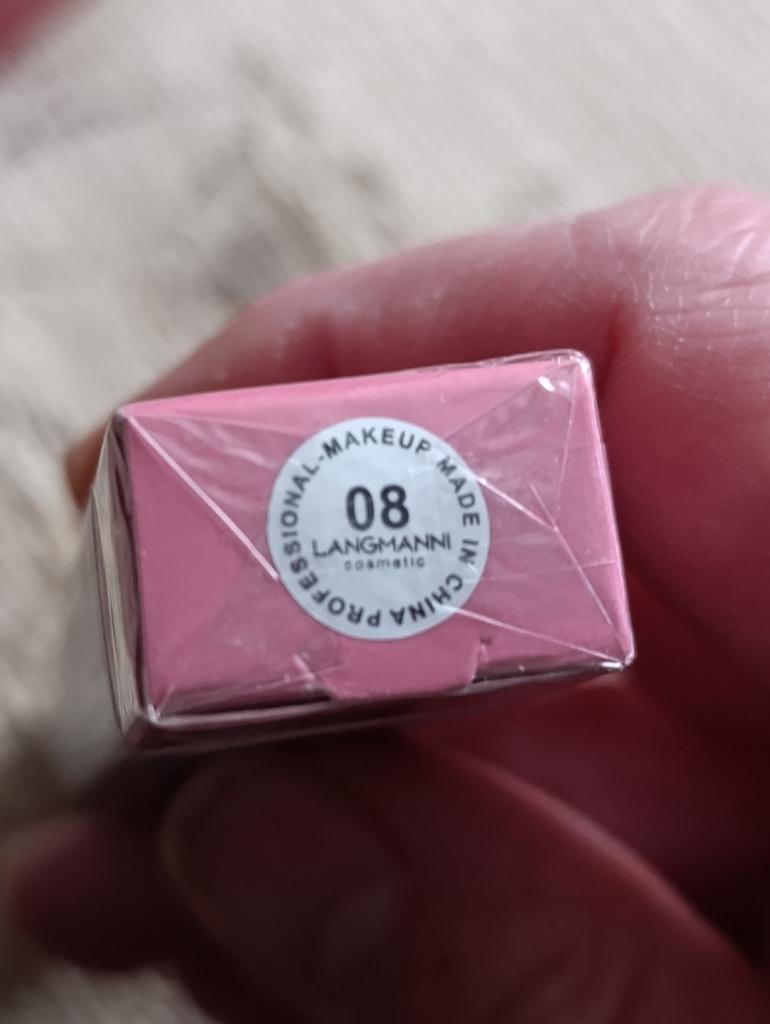 PROFESSIONAL-MAKEUP MADE IN CHINA
08
LANGMANNI
cosmetic